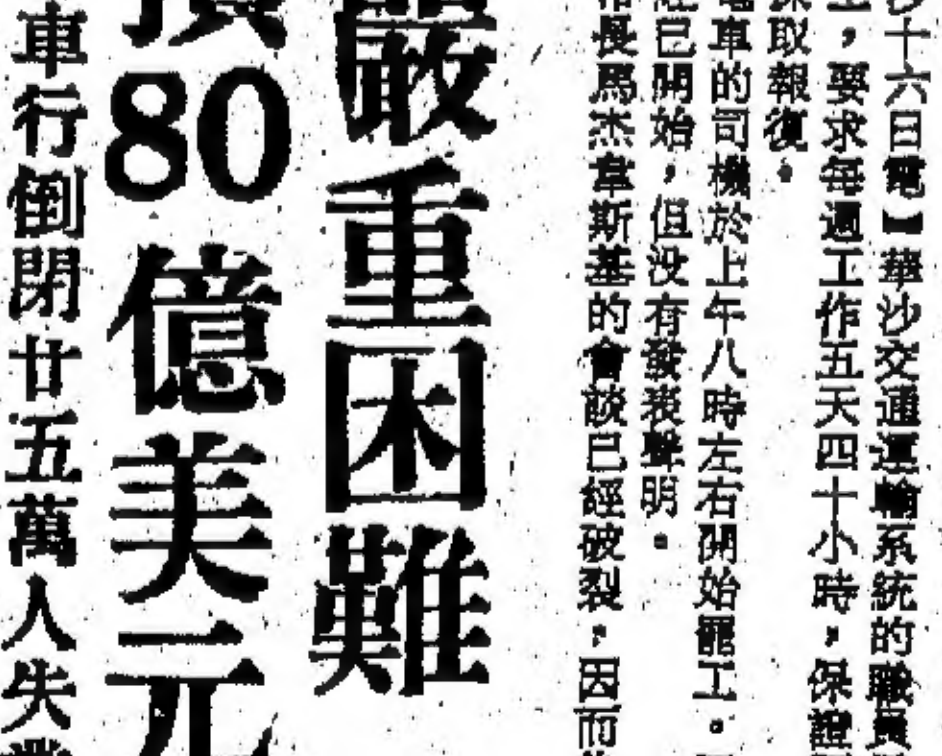 沙十六日電】華沙交通運輸系統的職員
，要求每週工作五天四十小時，保證
採取報復。
電車的司機於上午八時左右開始罷工。
已開始，但沒有發表聲明。
長馬杰韋斯基的會談已經破裂，因而
嚴重困難
損80億美元
車行倒閉廿五萬人失業